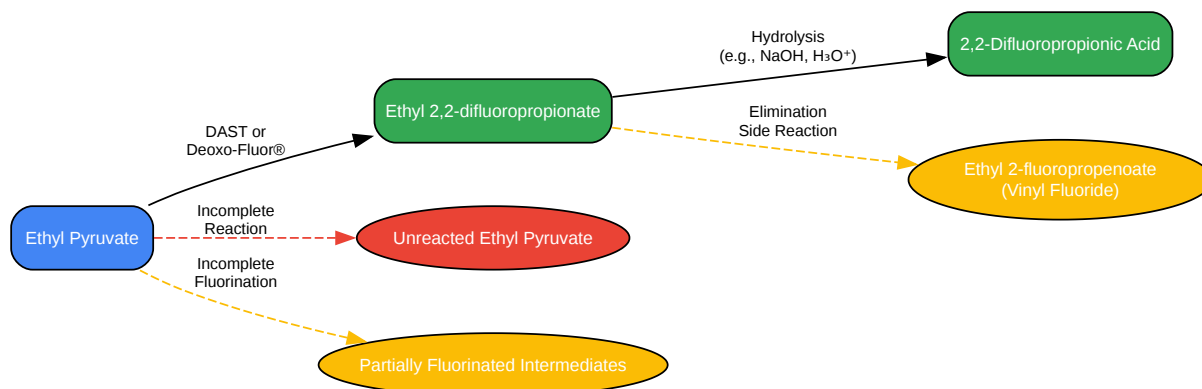 Hydrolysis
(e.g., NaOH, H₃O⁺)
2,2-Difluoropropionic Acid
Ethyl 2,2-difluoropropionate
Elimination
Side Reaction
DAST or
Deoxo-Fluor®
Ethyl 2-fluoropropenoate
(Vinyl Fluoride)
Ethyl Pyruvate
Incomplete
Reaction
Unreacted Ethyl Pyruvate
Incomplete
Fluorination
Partially Fluorinated Intermediates